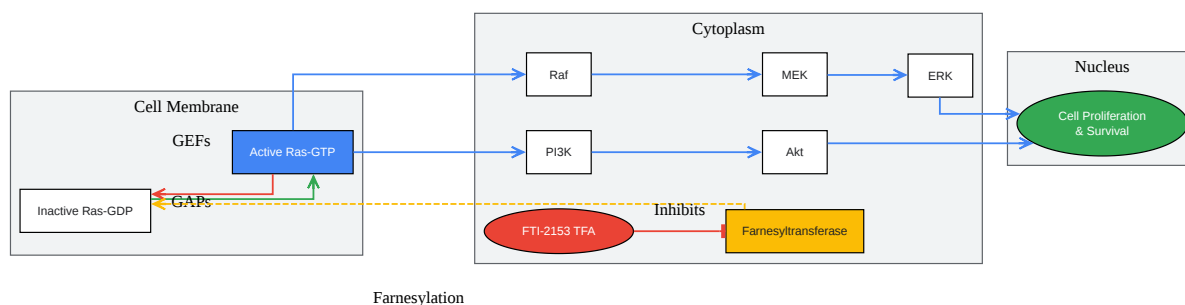 Cytoplasm
Raf
MEK
ERK
Nucleus
Cell Proliferation
& Survival
Cell Membrane
GEFs
Active Ras-GTP
PI3K
Akt
Inactive Ras-GDP
GAPs
Inhibits
FTI-2153 TFA
Farnesyltransferase
Farnesylation